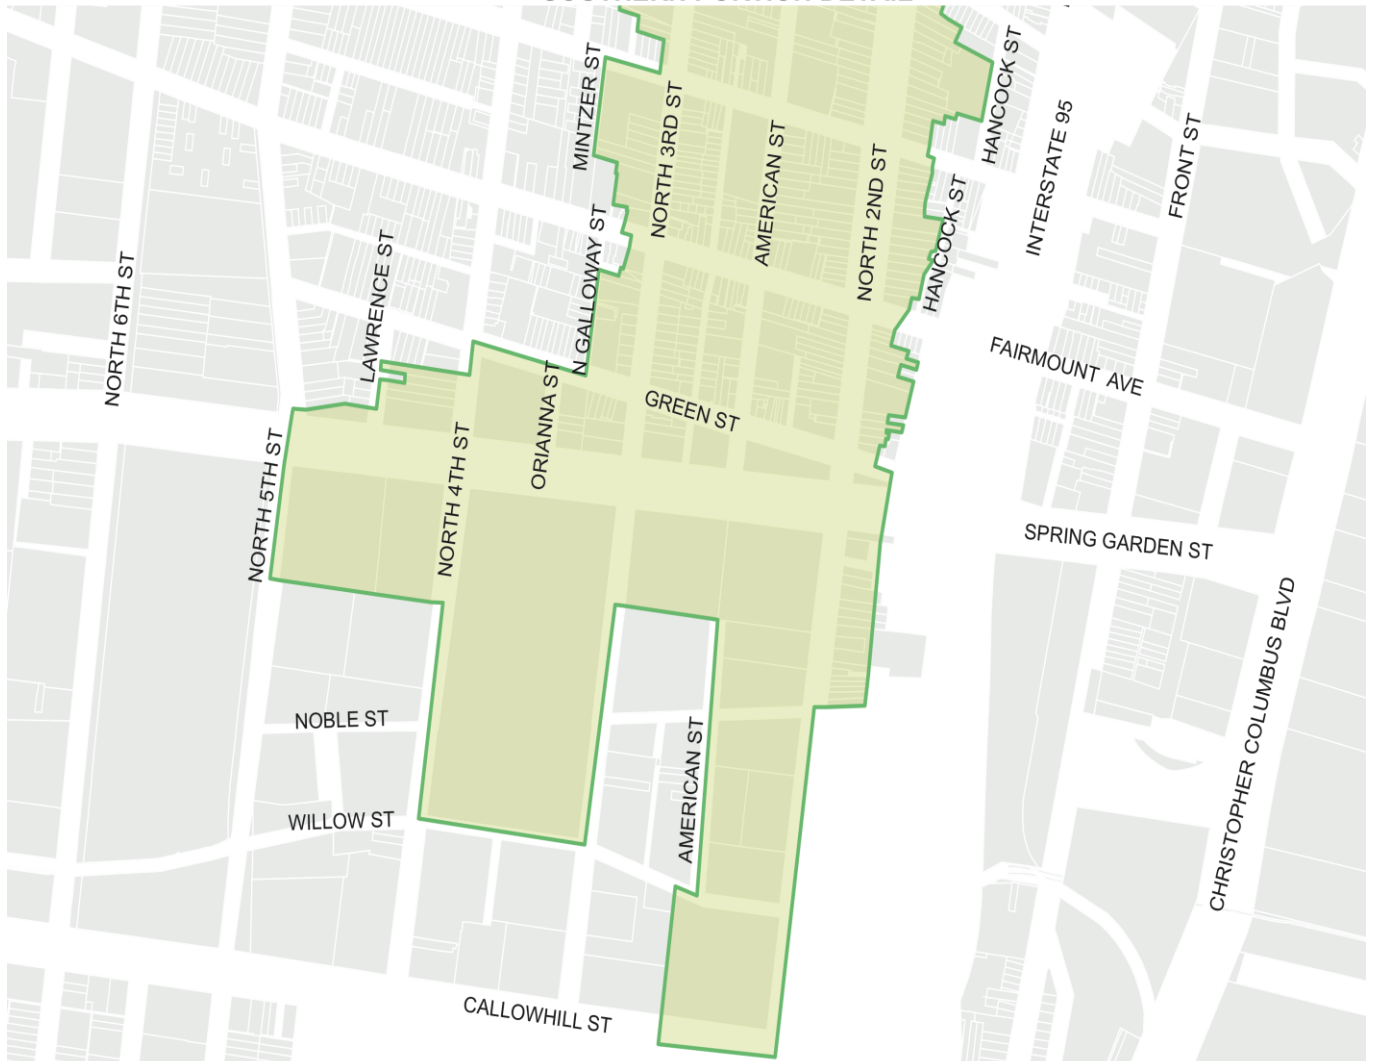 HANCOCK ST
MINTZER ST
NORTH 3RD ST
INTERSTATE 95
FRONT ST
AMERICAN ST
NORTH 2ND ST
HANCOCK ST
N GALLOWAY ST
LAWRENCE ST
NORTH 6TH ST
FAIRMOUNT AVE
ORIANNA ST
GREEN ST
NORTH 5TH ST
NORTH 4TH ST
SPRING GARDEN ST
CHRISTOPHER COLUMBUS BLVD
NOBLE ST
AMERICAN ST
WILLOW ST
CALLOWHILL ST